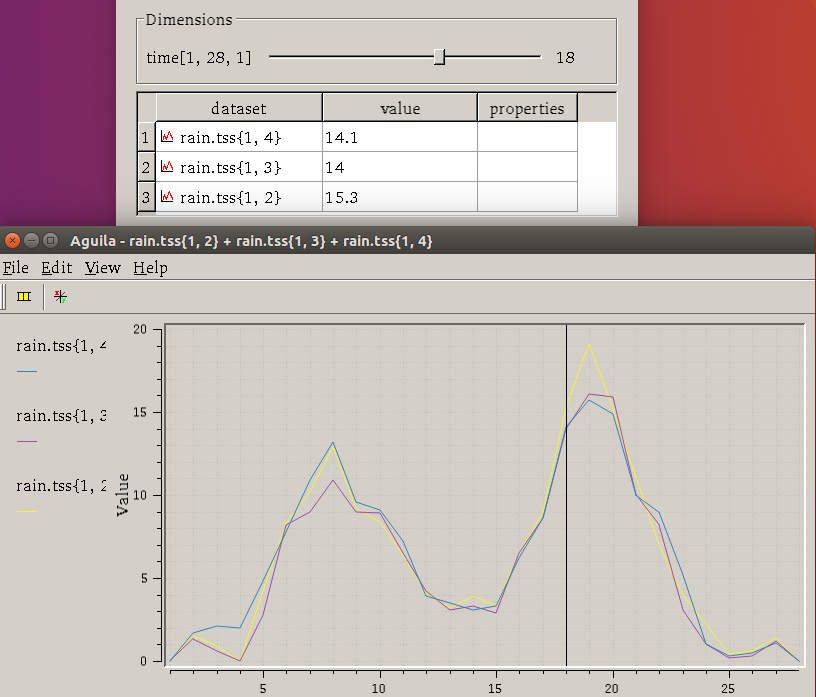 Dimensions
time[1, 28, 1] 18
dataset value properties
1 rain.tss{1, 4} 14.1
2 rain.tss{1, 3} 14
3 rain.tss{1, 2} 15.3
Aguila - rain.tss{1, 2} + rain.tss{1, 3} + rain.tss{1, 4}
File Edit View Help
rain.tss{1, 4
rain.tss{1, 3
rain.tss{1, 2
Value
20
15
10
5
0
5 10 15 20 25